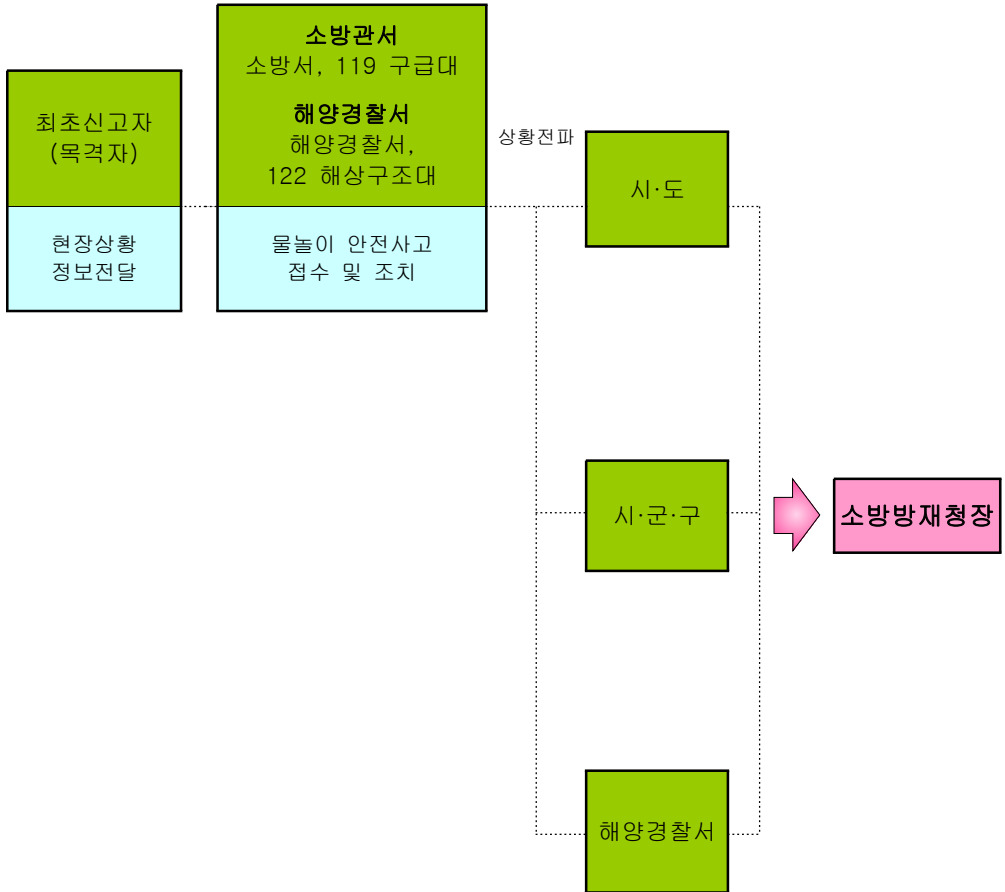 최초신고자
(목격자)
현장상황
정보전달
소방관서
소방서, 119 구급대
해양경찰서
해양경찰서,
122 해상구조대
물놀이 안전사고
접수 및 조치
상황전파
시·도
시·군·구
해양경찰서
소방방재청장